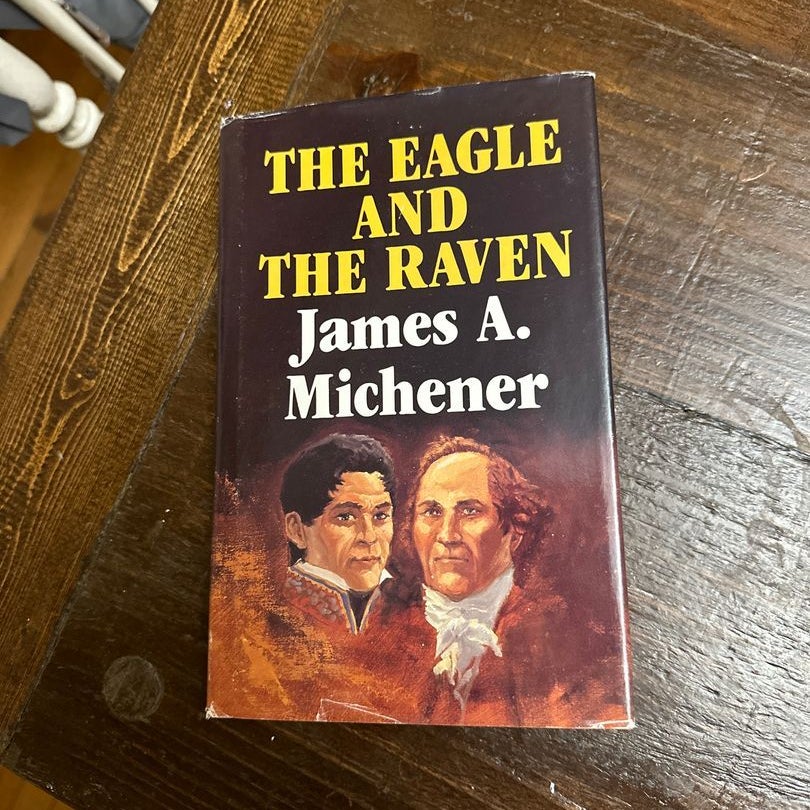 THE EAGLE
AND
THE RAVEN
James A.
Michener